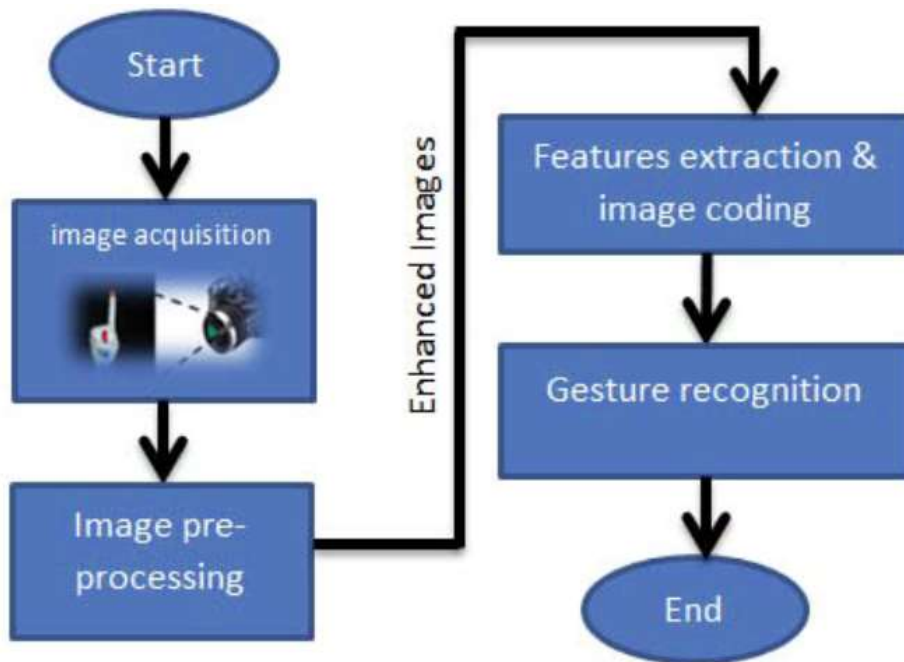 Start
image acquisition
Image pre-
processing
Enhanced Images
Features extraction &
image coding
Gesture recognition
End